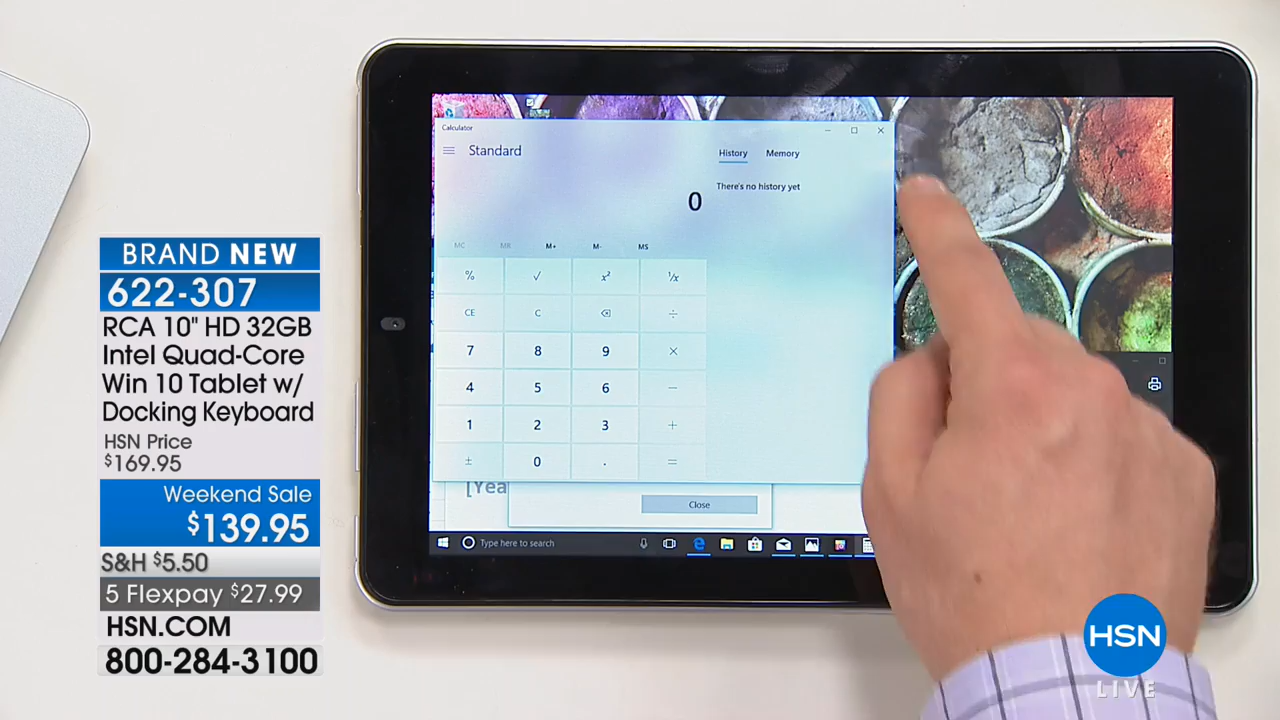 BRAND NEW
622-307
RCA 10" HD 32GB
Intel Quad-Core
Win 10 Tablet w/
Docking Keyboard
HSN Price
$169.95
Weekend Sale
$139.95
S&H $5.50
5 Flexpay $27.99
HSN.COM
800-284-3100
Calculator
Standard
History Memory
There's no history yet
0
MC MR M+ M- MS
% √ x² ¹/x
CE C ÷
7 8 9 ×
4 5 6 −
1 2 3 +
± 0 . =
[Yea
Close
Type here to search
HSN
LIVE